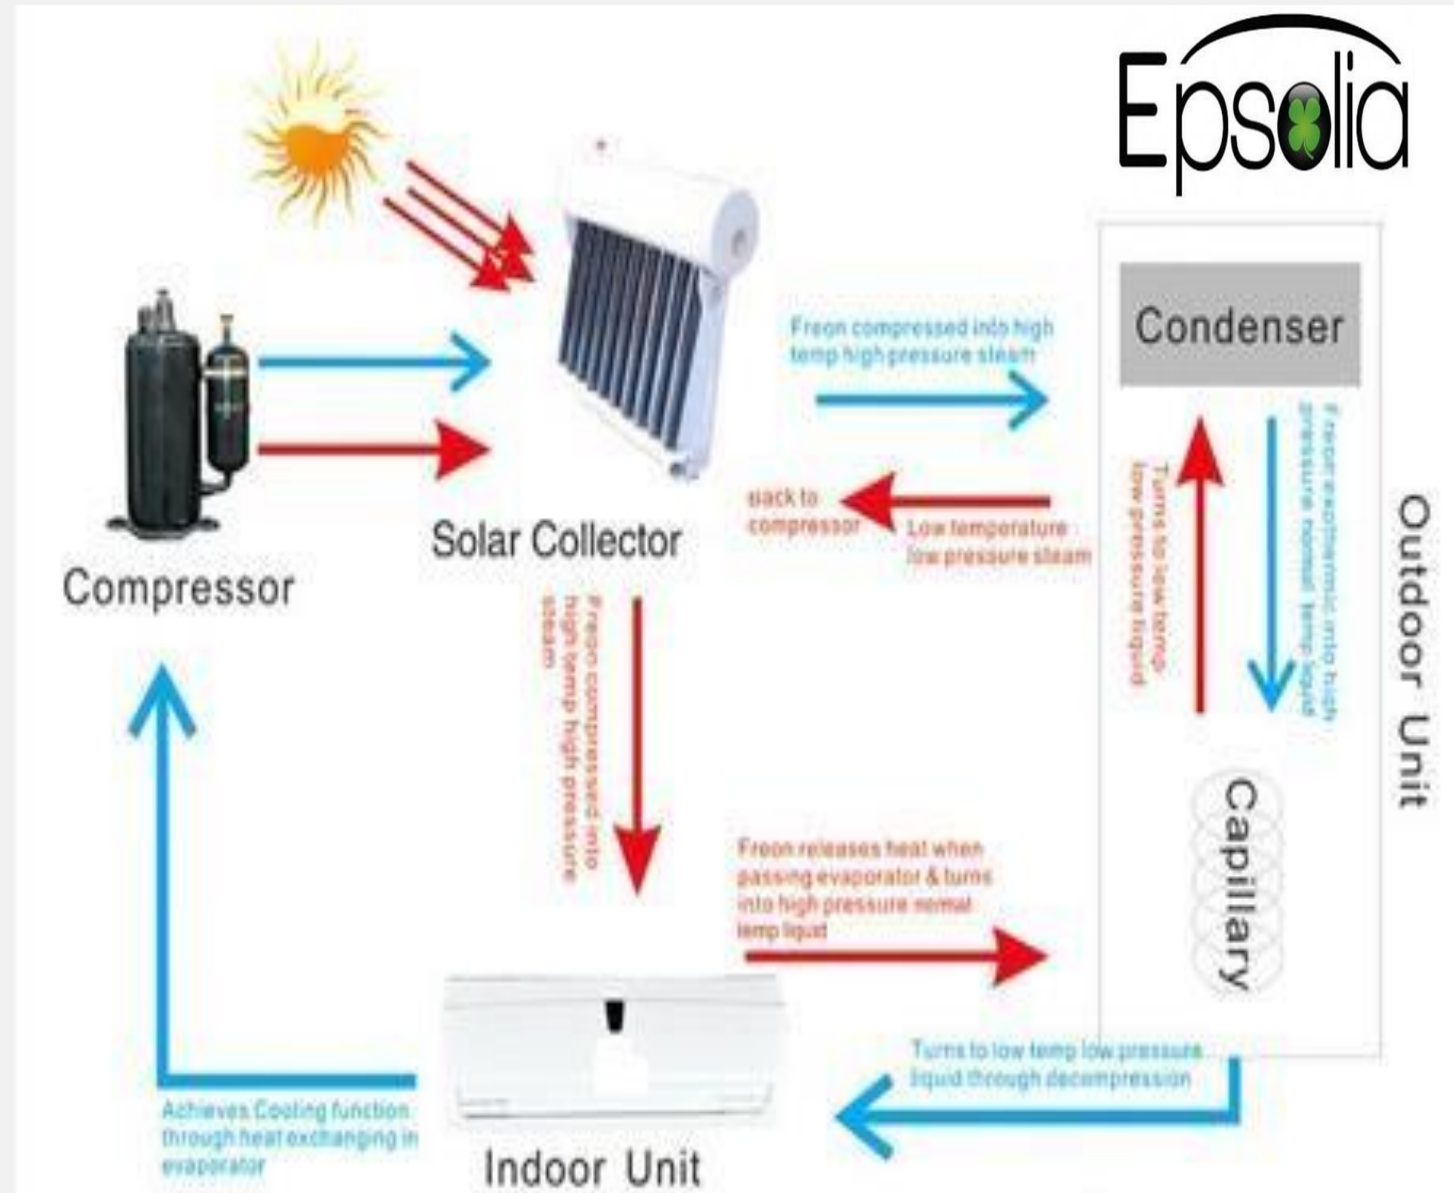 Epsolia
Freon compressed into high
temp high pressure steam
Condenser
Back to
compressor
Low temperature
low pressure steam
Solar Collector
Compressor
Freon exothermic into high
pressure normal temp liquid
Turns to low temp
low pressure liquid
Outdoor Unit
Freon compressed into
high temp high pressure
steam
Capillary
Freon releases heat when
passing evaporator & turns
into high pressure nomal
temp liquid
Turns to low temp low pressure
liquid through decompression
Achieves Cooling function
through heat exchanging in
evaporator
Indoor Unit